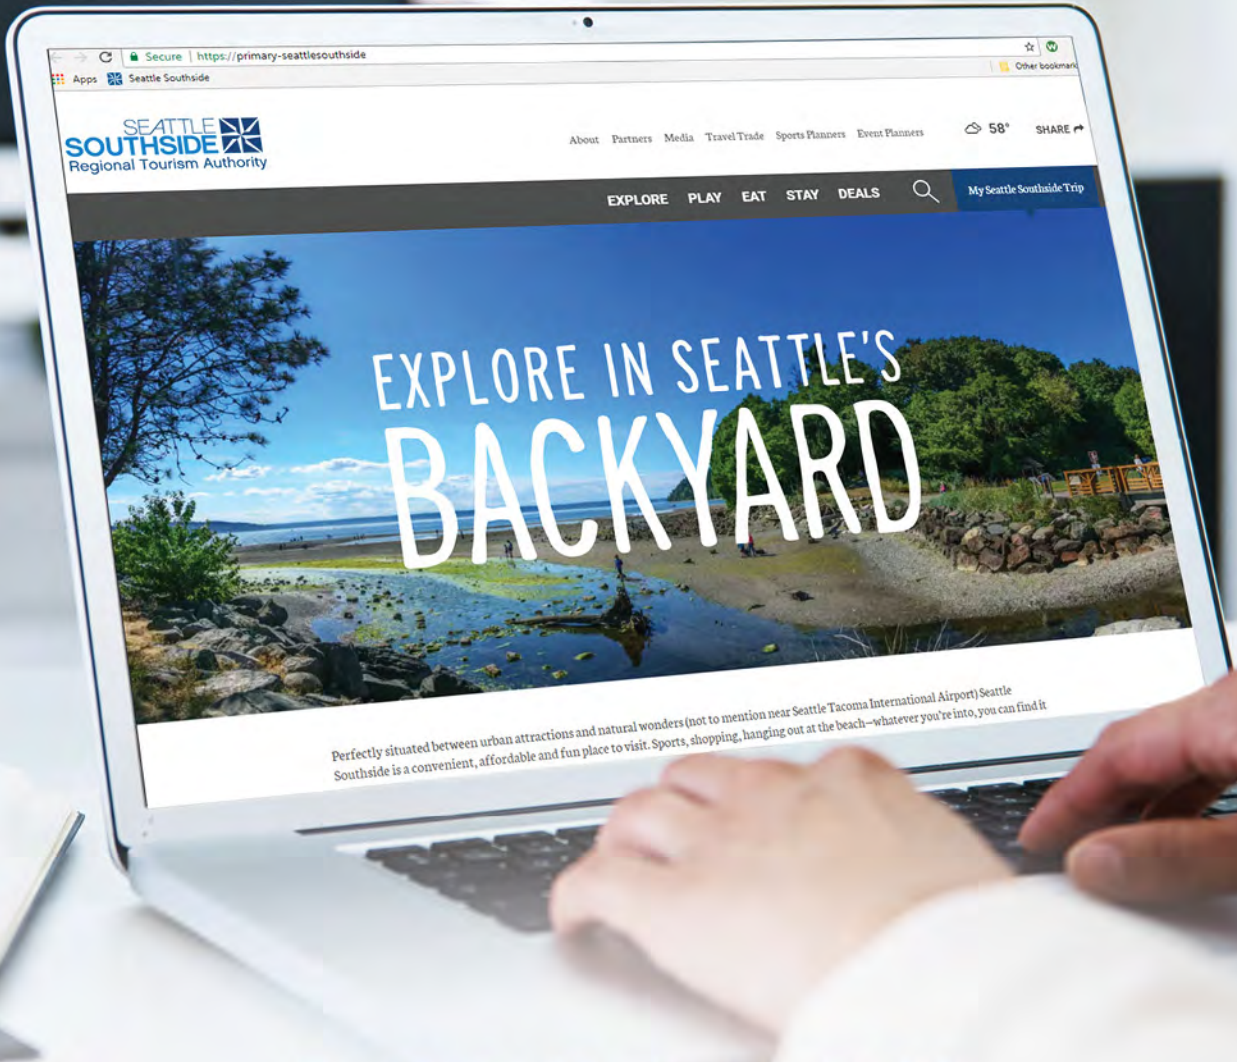 Secure | https://primary-seattlesouthside
Apps Seattle Southside Other bookmark
SEATTLE
SOUTHSIDE
Regional Tourism Authority
About Partners Media Travel Trade Sports Planners Event Planners 58° SHARE
EXPLORE PLAY EAT STAY DEALS My Seattle Southside Trip
EXPLORE IN SEATTLE'S
BACKYARD
Perfectly situated between urban attractions and natural wonders (not to mention near Seattle Tacoma International Airport) Seattle
Southside is a convenient, affordable and fun place to visit. Sports, shopping, hanging out at the beach—whatever you're into, you can find it